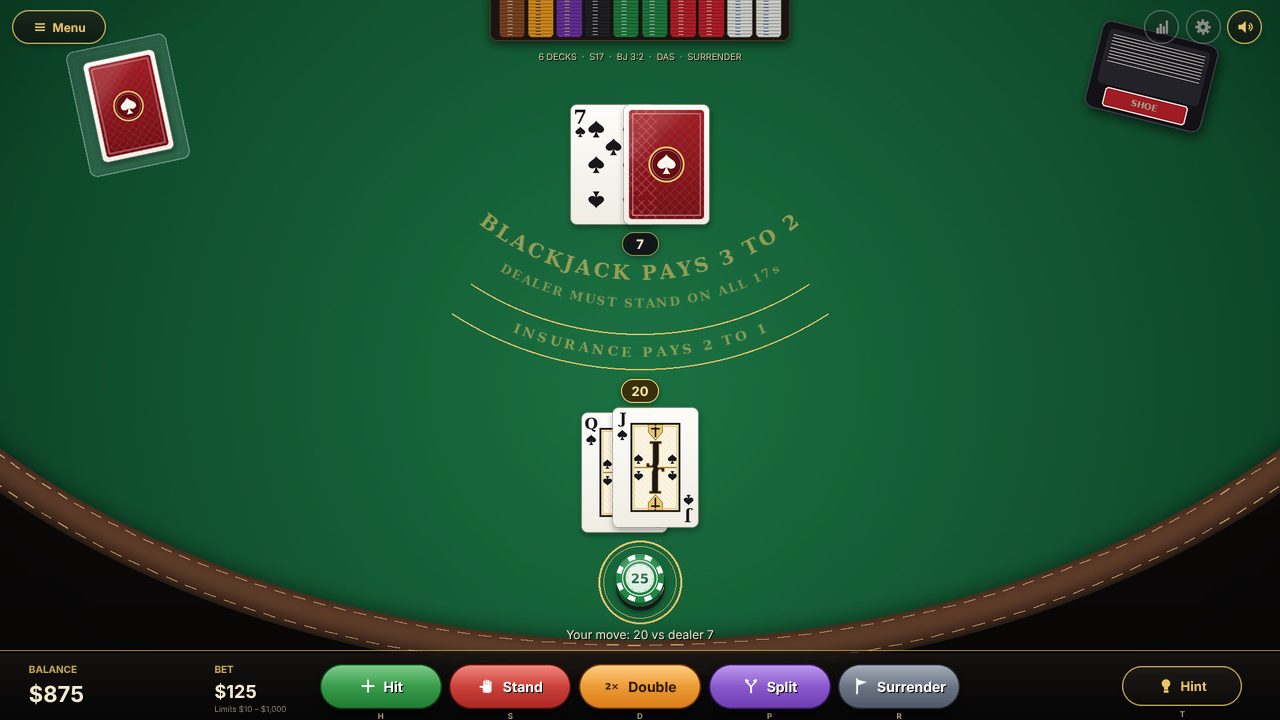 Menu
6 DECKS · S17 · BJ 3:2 · DAS · SURRENDER
SHOE
7
7
BLACKJACK PAYS 3 TO 2
DEALER MUST STAND ON ALL 17s
INSURANCE PAYS 2 TO 1
20
Q
J
J
J
25
Your move: 20 vs dealer 7
BALANCE
$875
BET
$125
Limits $10 – $1,000
Hit
H
Stand
S
2× Double
D
Split
P
Surrender
R
Hint
T